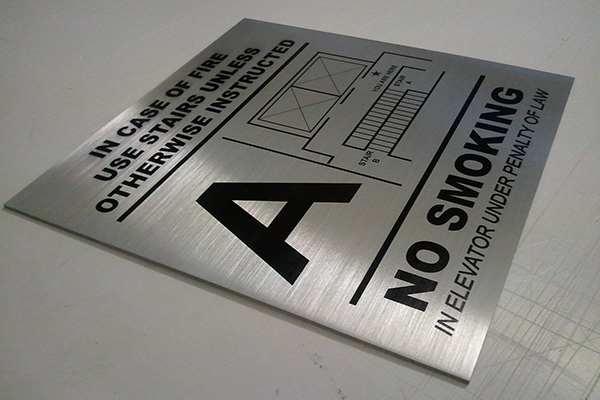 IN CASE OF FIRE
USE STAIRS UNLESS
OTHERWISE INSTRUCTED
A
YOU ARE HERE
STAIR
A
STAIR
B
NO SMOKING
IN ELEVATOR UNDER PENALTY OF LAW